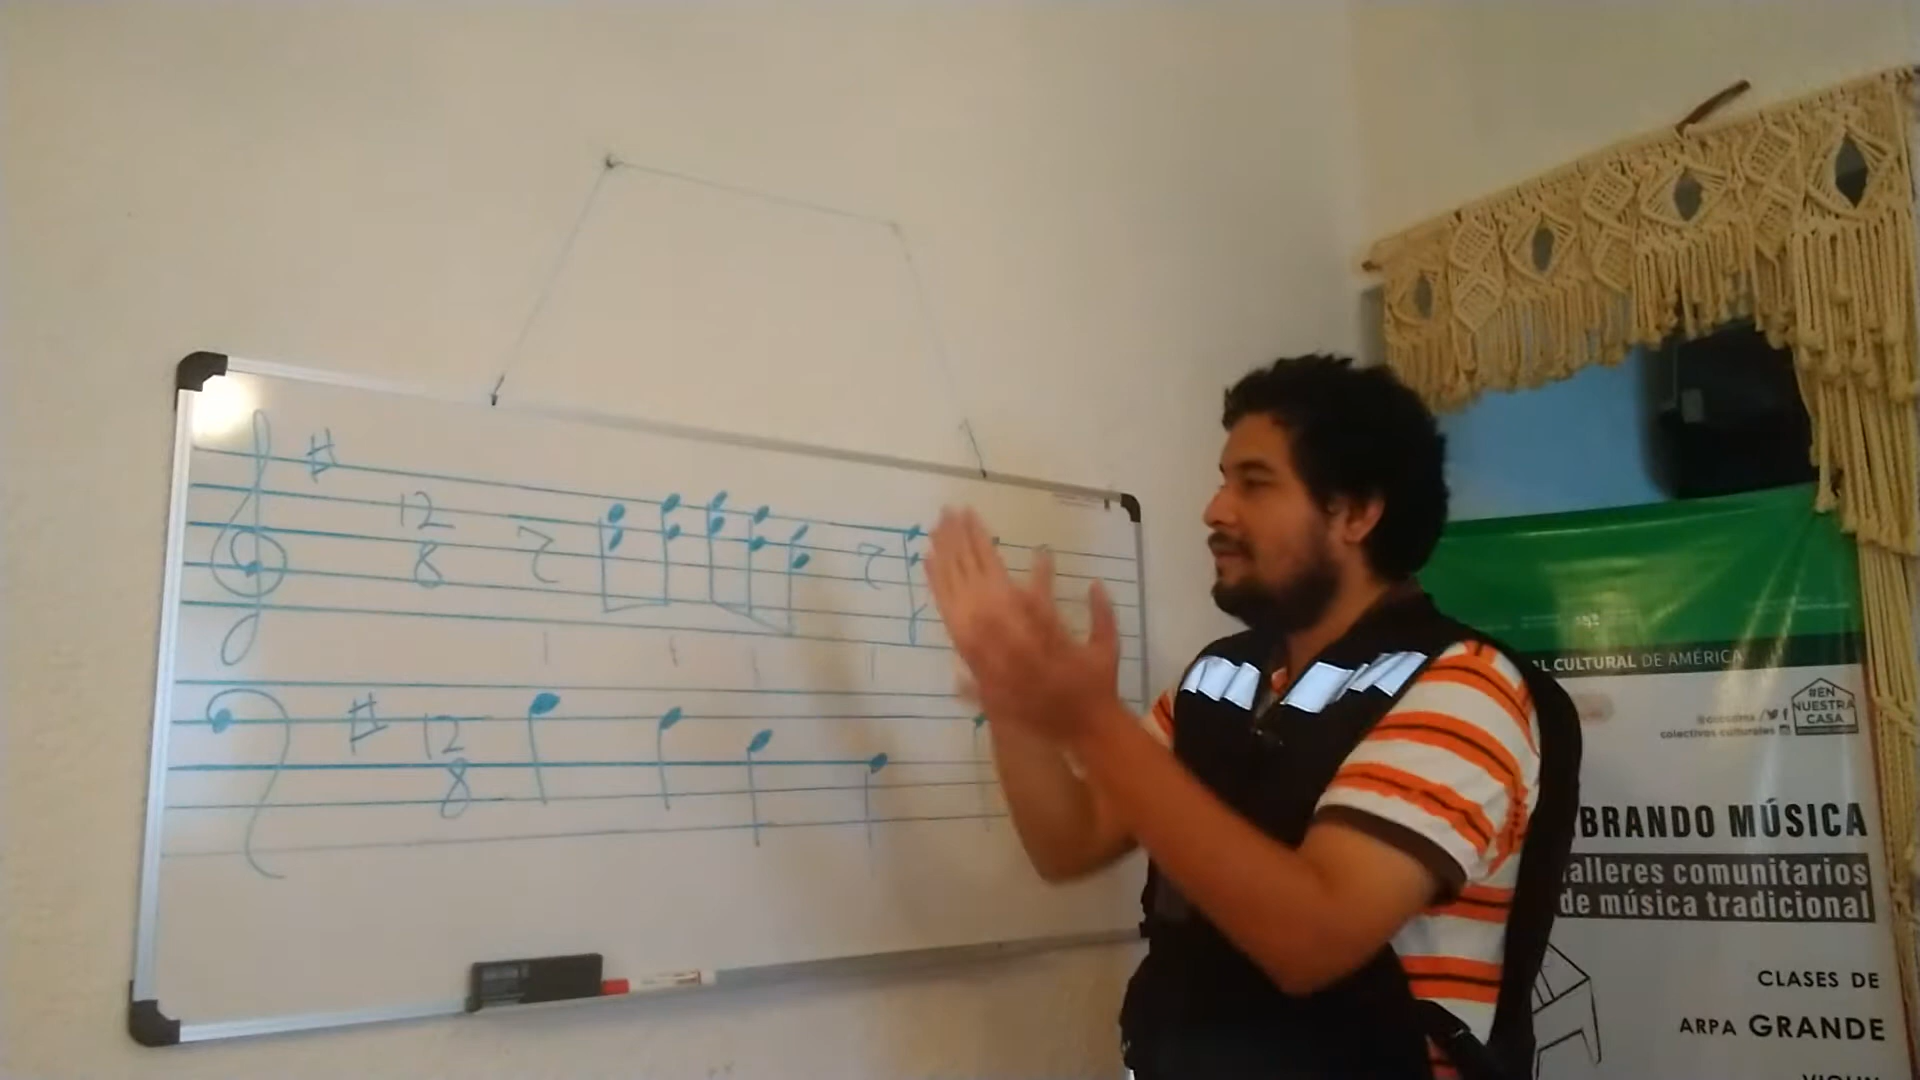 12
8
12
8
AL CULTURAL DE AMÉRICA
#EN
NUESTRA
CASA
colectivos culturales
BRANDO MÚSICA
alleres comunitarios
de música tradicional
CLASES DE
ARPA GRANDE
VIOLIN